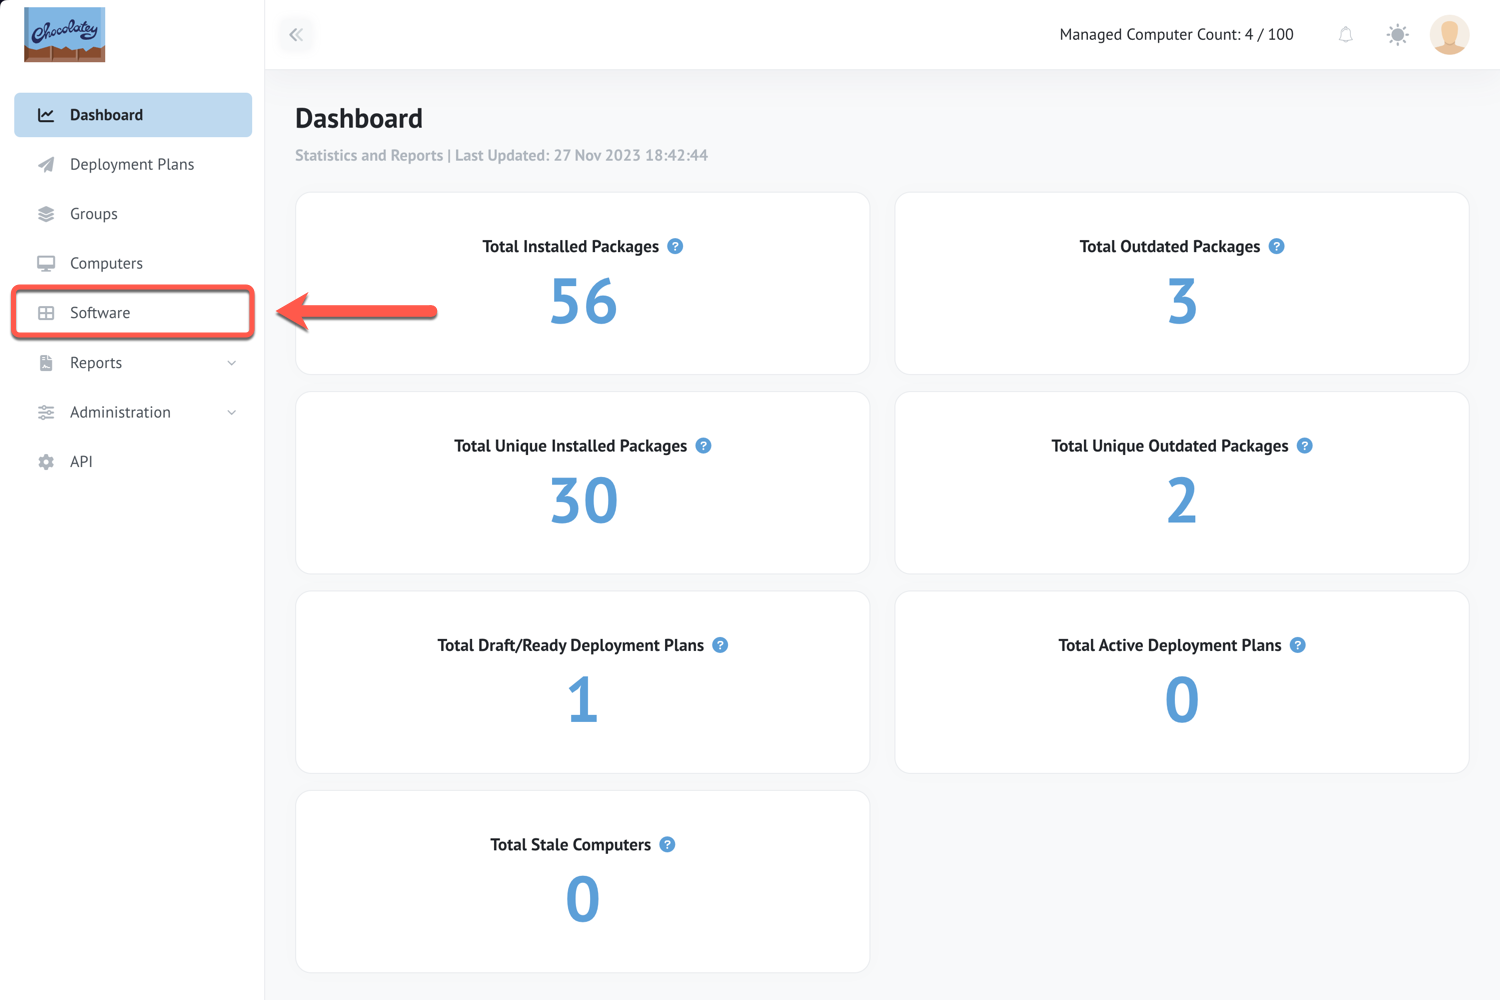 Chocolatey
Managed Computer Count: 4 / 100
Dashboard
Deployment Plans
Groups
Computers
Software
Reports
Administration
API
Dashboard
Statistics and Reports | Last Updated: 27 Nov 2023 18:42:44
Total Installed Packages ?
56
Total Outdated Packages ?
3
Total Unique Installed Packages ?
30
Total Unique Outdated Packages ?
2
Total Draft/Ready Deployment Plans ?
1
Total Active Deployment Plans ?
0
Total Stale Computers ?
0